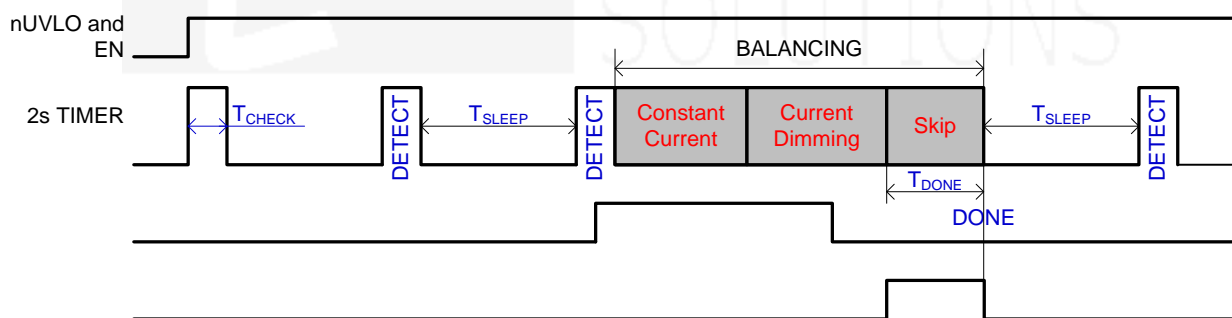 SOLUTIONS
nUVLO and
EN
BALANCING
2s TIMER
TCHECK
DETECT
TSLEEP
DETECT
Constant
Current
Current
Dimming
Skip
TSLEEP
DETECT
TDONE
DONE